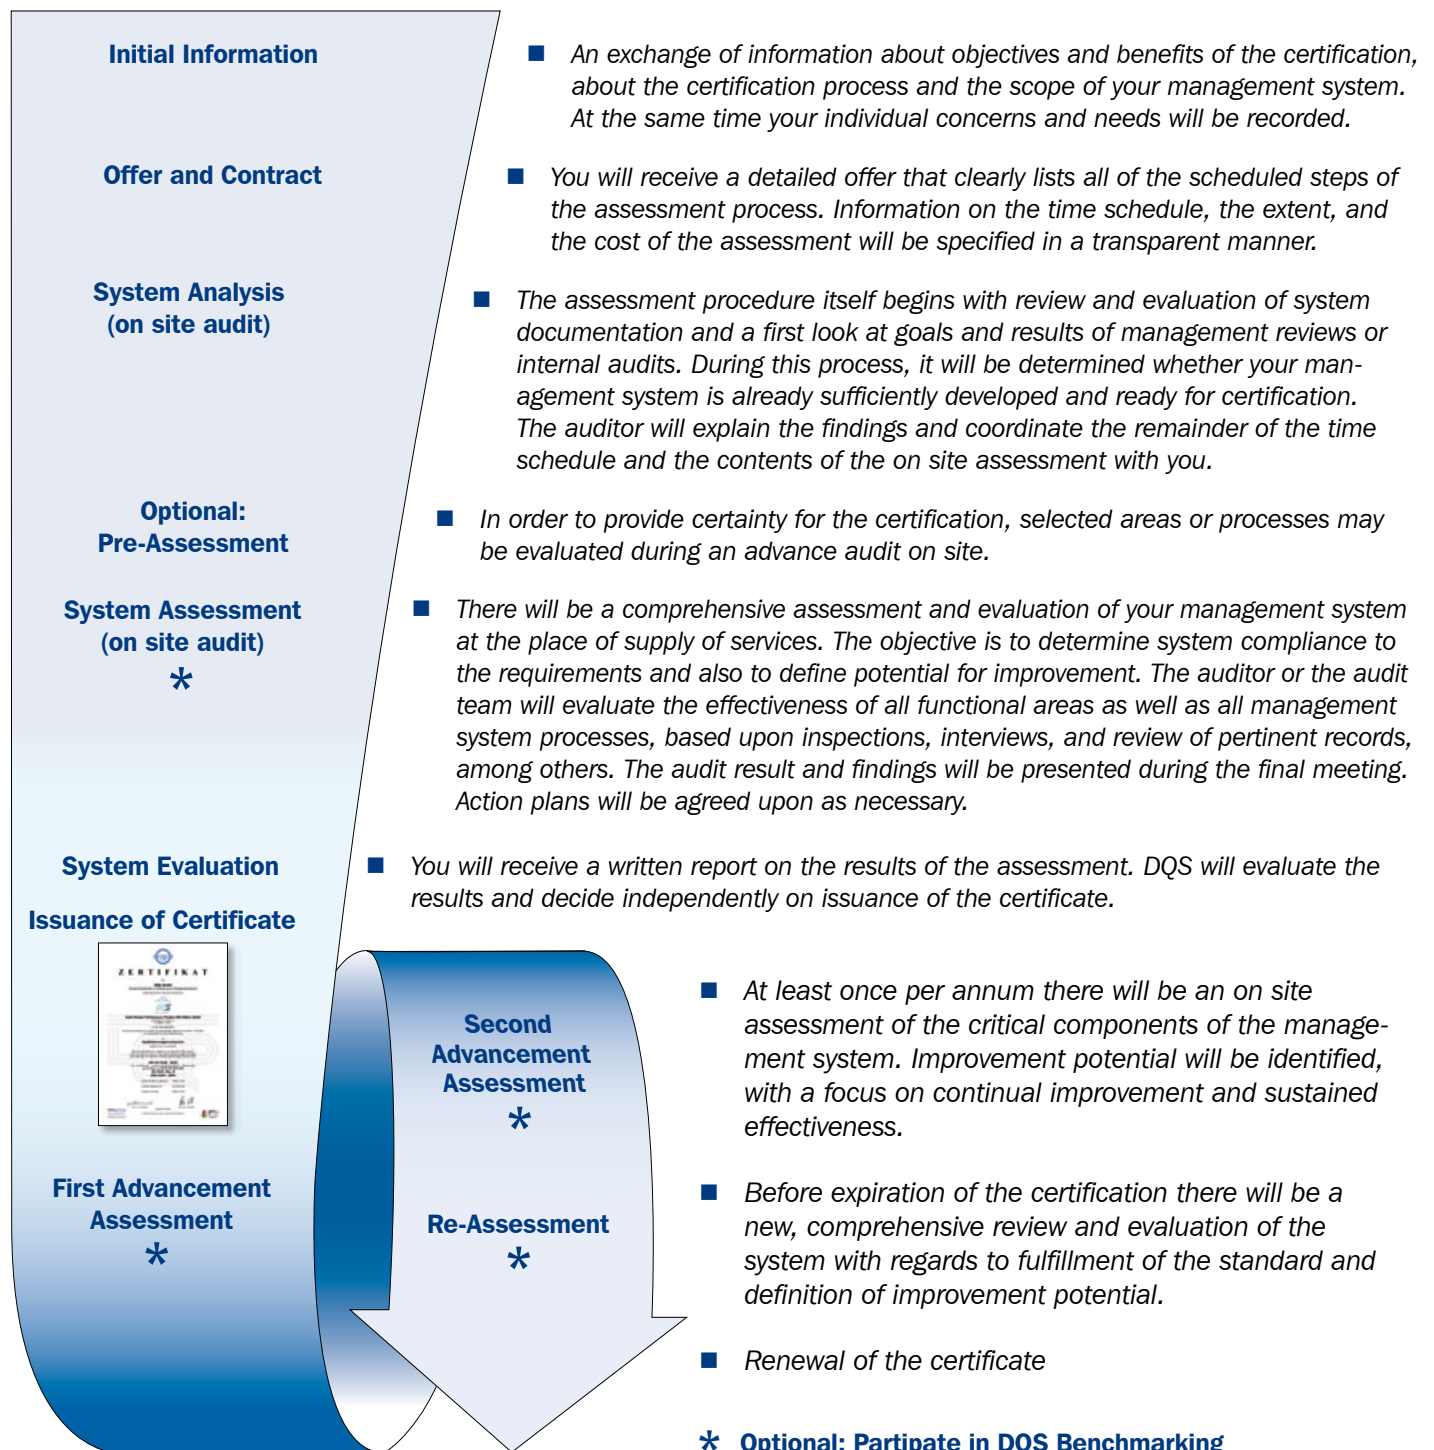 Initial Information
■ An exchange of information about objectives and benefits of the certification,
about the certification process and the scope of your management system.
At the same time your individual concerns and needs will be recorded.
Offer and Contract
■ You will receive a detailed offer that clearly lists all of the scheduled steps of
the assessment process. Information on the time schedule, the extent, and
the cost of the assessment will be specified in a transparent manner.
System Analysis
(on site audit)
■ The assessment procedure itself begins with review and evaluation of system
documentation and a first look at goals and results of management reviews or
internal audits. During this process, it will be determined whether your man-
agement system is already sufficiently developed and ready for certification.
The auditor will explain the findings and coordinate the remainder of the time
schedule and the contents of the on site assessment with you.
Optional:
Pre-Assessment
■ In order to provide certainty for the certification, selected areas or processes may
be evaluated during an advance audit on site.
System Assessment
(on site audit)
*
■ There will be a comprehensive assessment and evaluation of your management system
at the place of supply of services. The objective is to determine system compliance to
the requirements and also to define potential for improvement. The auditor or the audit
team will evaluate the effectiveness of all functional areas as well as all management
system processes, based upon inspections, interviews, and review of pertinent records,
among others. The audit result and findings will be presented during the final meeting.
Action plans will be agreed upon as necessary.
System Evaluation
■ You will receive a written report on the results of the assessment. DQS will evaluate the
results and decide independently on issuance of the certificate.
Issuance of Certificate
ZERTIFIKAT
First Advancement
Assessment
*
Second
Advancement
Assessment
*
■ At least once per annum there will be an on site
assessment of the critical components of the manage-
ment system. Improvement potential will be identified,
with a focus on continual improvement and sustained
effectiveness.
Re-Assessment
*
■ Before expiration of the certification there will be a
new, comprehensive review and evaluation of the
system with regards to fulfillment of the standard and
definition of improvement potential.
■ Renewal of the certificate
* Optional: Partipate in DQS Benchmarking